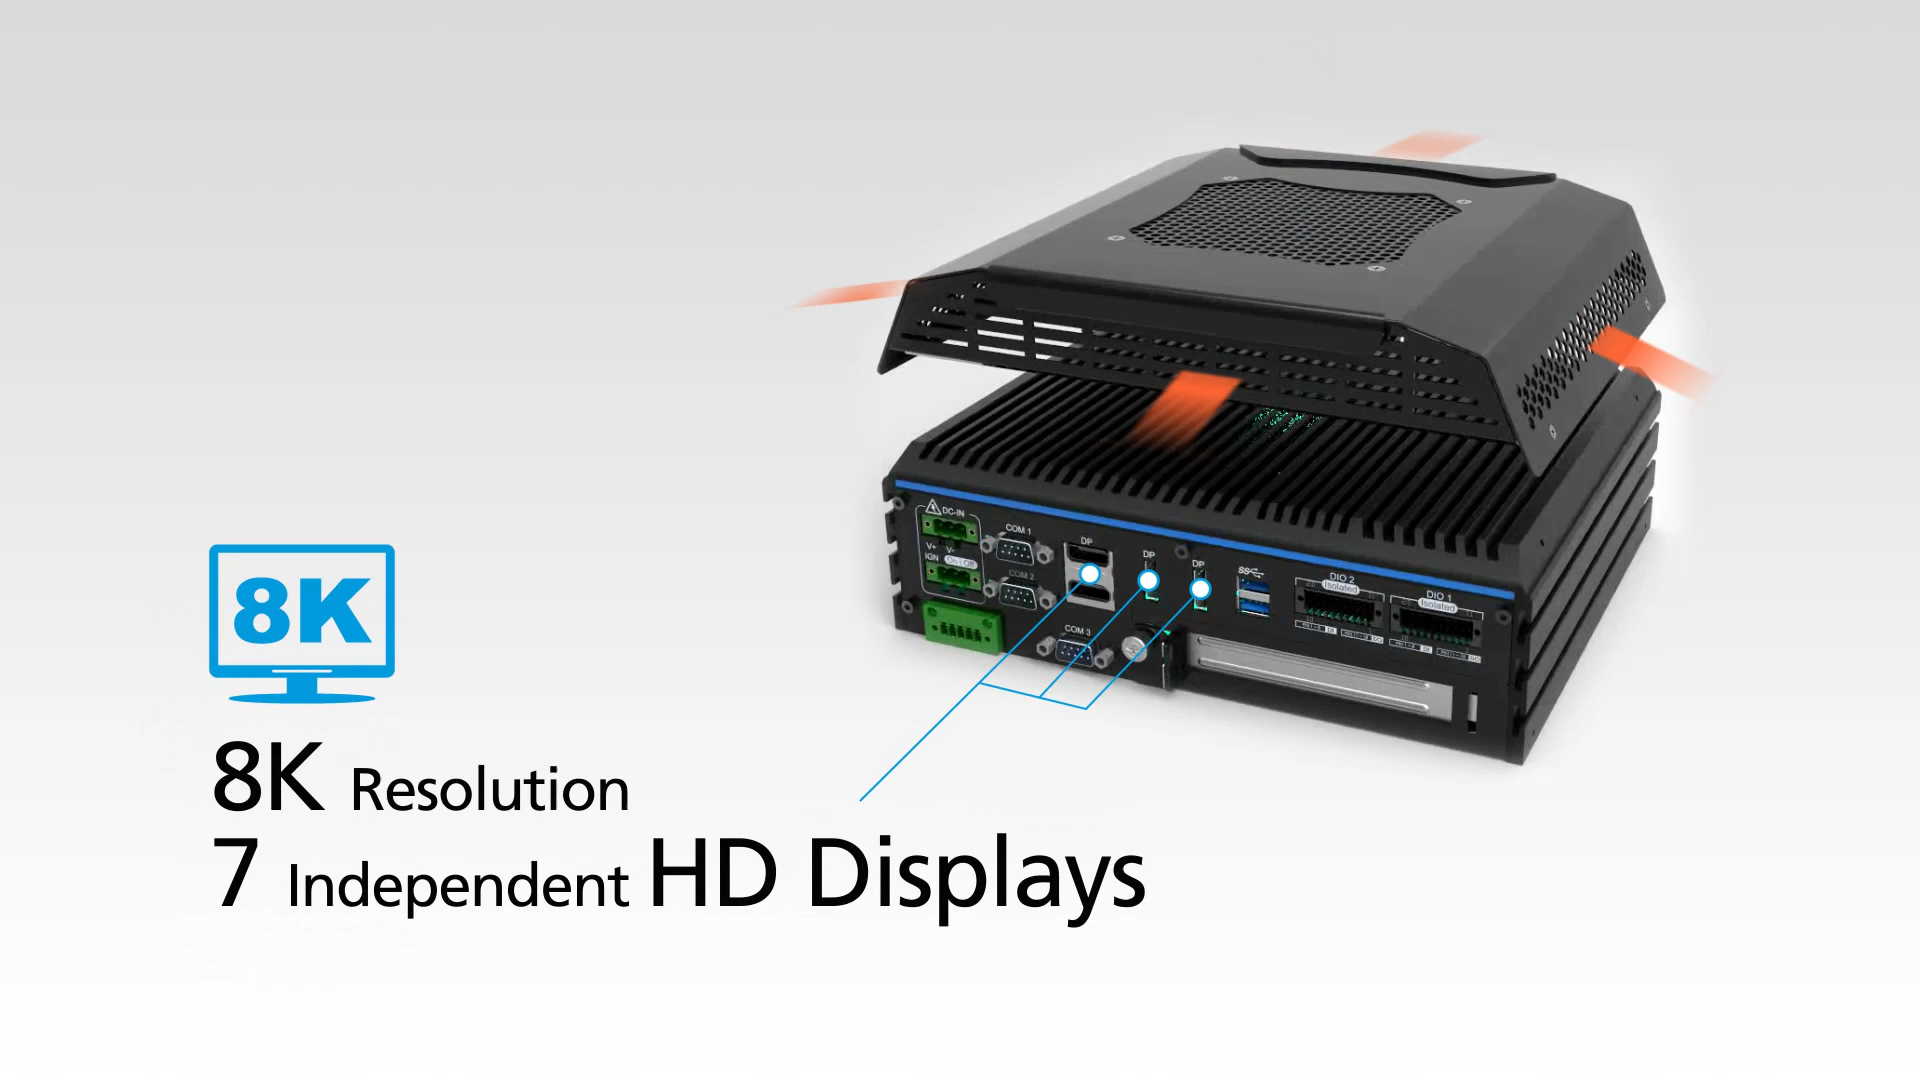 8K
8K Resolution
7 Independent HD Displays
DC-IN
V+ V-
IGN
COM 1
COM 2
COM 3
DP
DP
DP
DIO 2
Isolated
DIO 1
Isolated